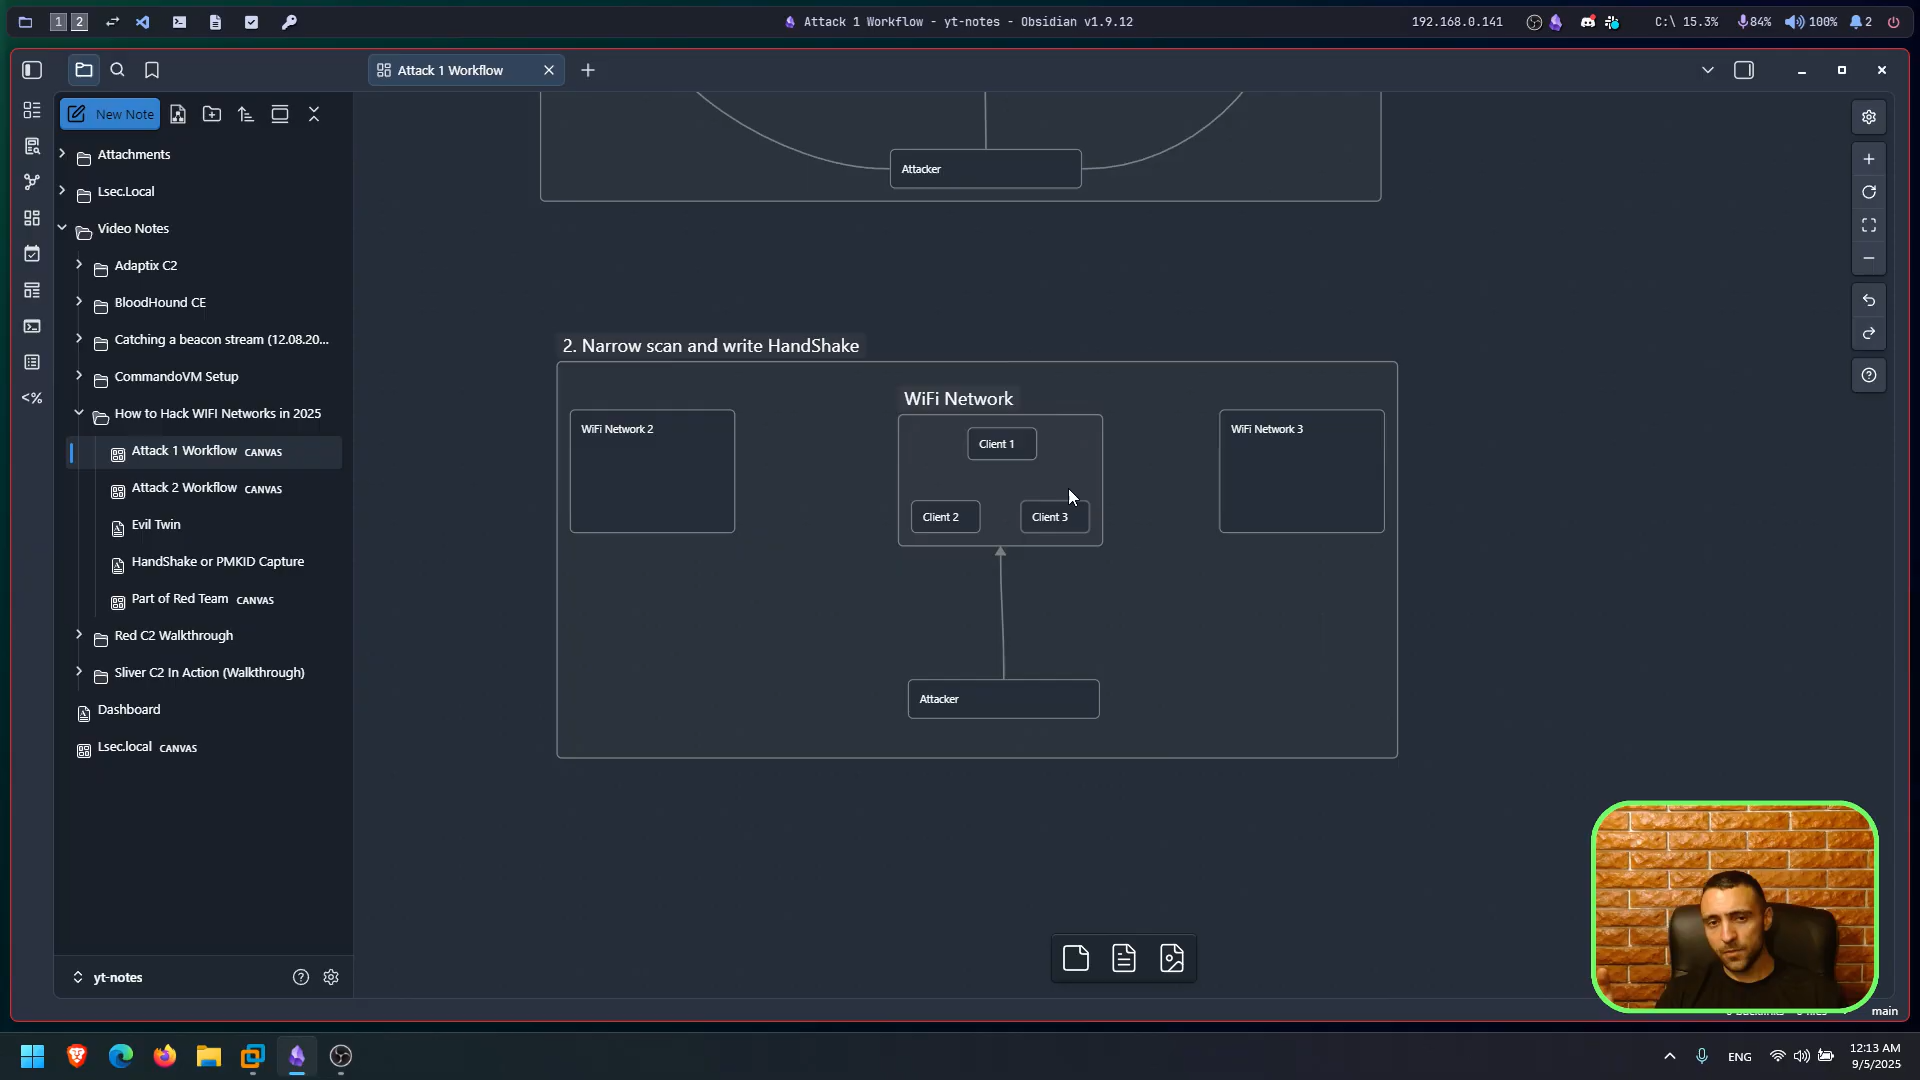 1 2
Attack 1 Workflow - yt-notes - Obsidian v1.9.12
192.168.0.141
C:\ 15.3%
84%
100%
2
Attack 1 Workflow
New Note
Attachments
Lsec.Local
Video Notes
Adaptix C2
BloodHound CE
Catching a beacon stream (12.08.20...
CommandoVM Setup
How to Hack WIFI Networks in 2025
Attack 1 Workflow CANVAS
Attack 2 Workflow CANVAS
Evil Twin
HandShake or PMKID Capture
Part of Red Team CANVAS
Red C2 Walkthrough
Sliver C2 In Action (Walkthrough)
Dashboard
Lsec.local CANVAS
yt-notes
Attacker
2. Narrow scan and write HandShake
WiFi Network 2
WiFi Network
Client 1
Client 2
Client 3
WiFi Network 3
Attacker
main
ENG
12:13 AM
9/5/2025